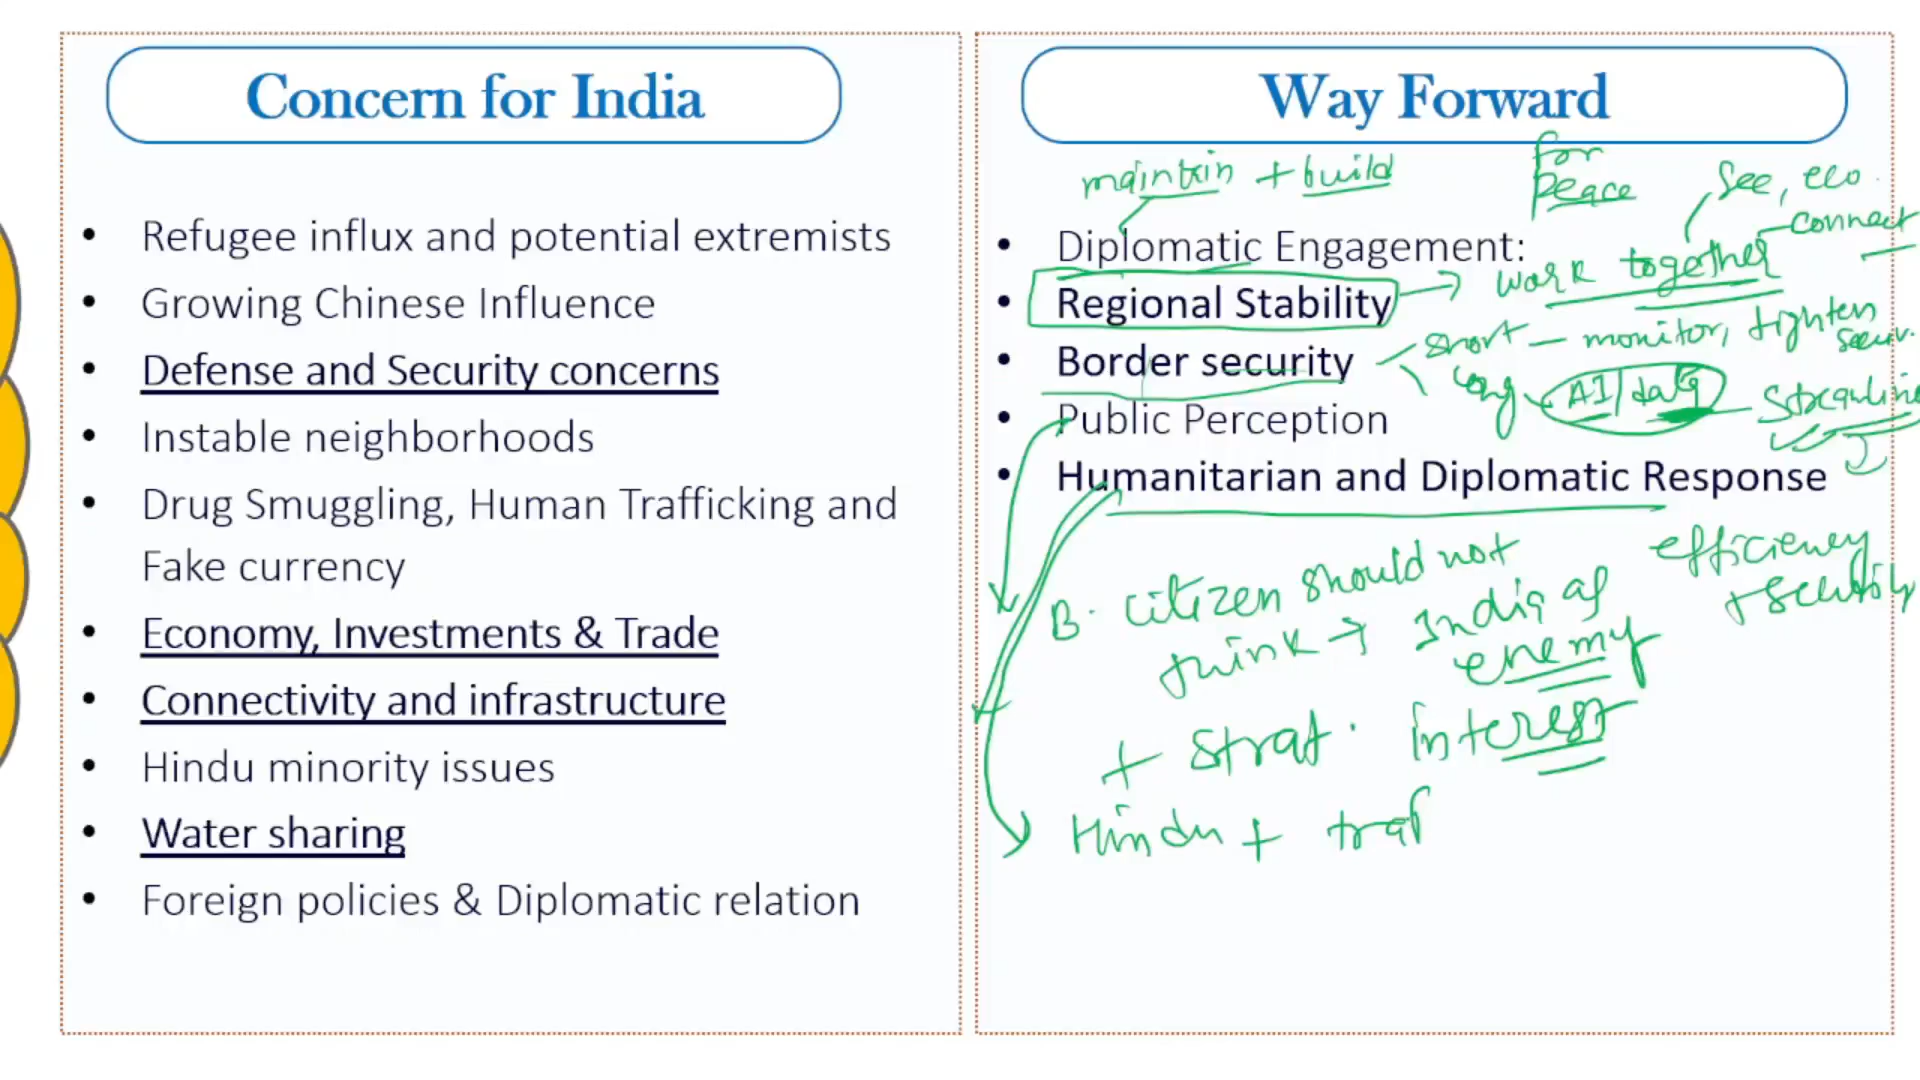 Concern for India
• Refugee influx and potential extremists
• Growing Chinese Influence
• Defense and Security concerns
• Instable neighborhoods
• Drug Smuggling, Human Trafficking and
Fake currency
• Economy, Investments & Trade
• Connectivity and infrastructure
• Hindu minority issues
• Water sharing
• Foreign policies & Diplomatic relation
Way Forward
maintain + build
for
peace
See, eco.
connect
• Diplomatic Engagement:
• Regional Stability
→ work together
• Border security
short — monitor, tighten
secur.
long AI/data
Streamline
• Public Perception
• Humanitarian and Diplomatic Response
efficiency
+ security
B. citizen should not
think → India as
enemy
+ Strat. interest
Hindu + traf